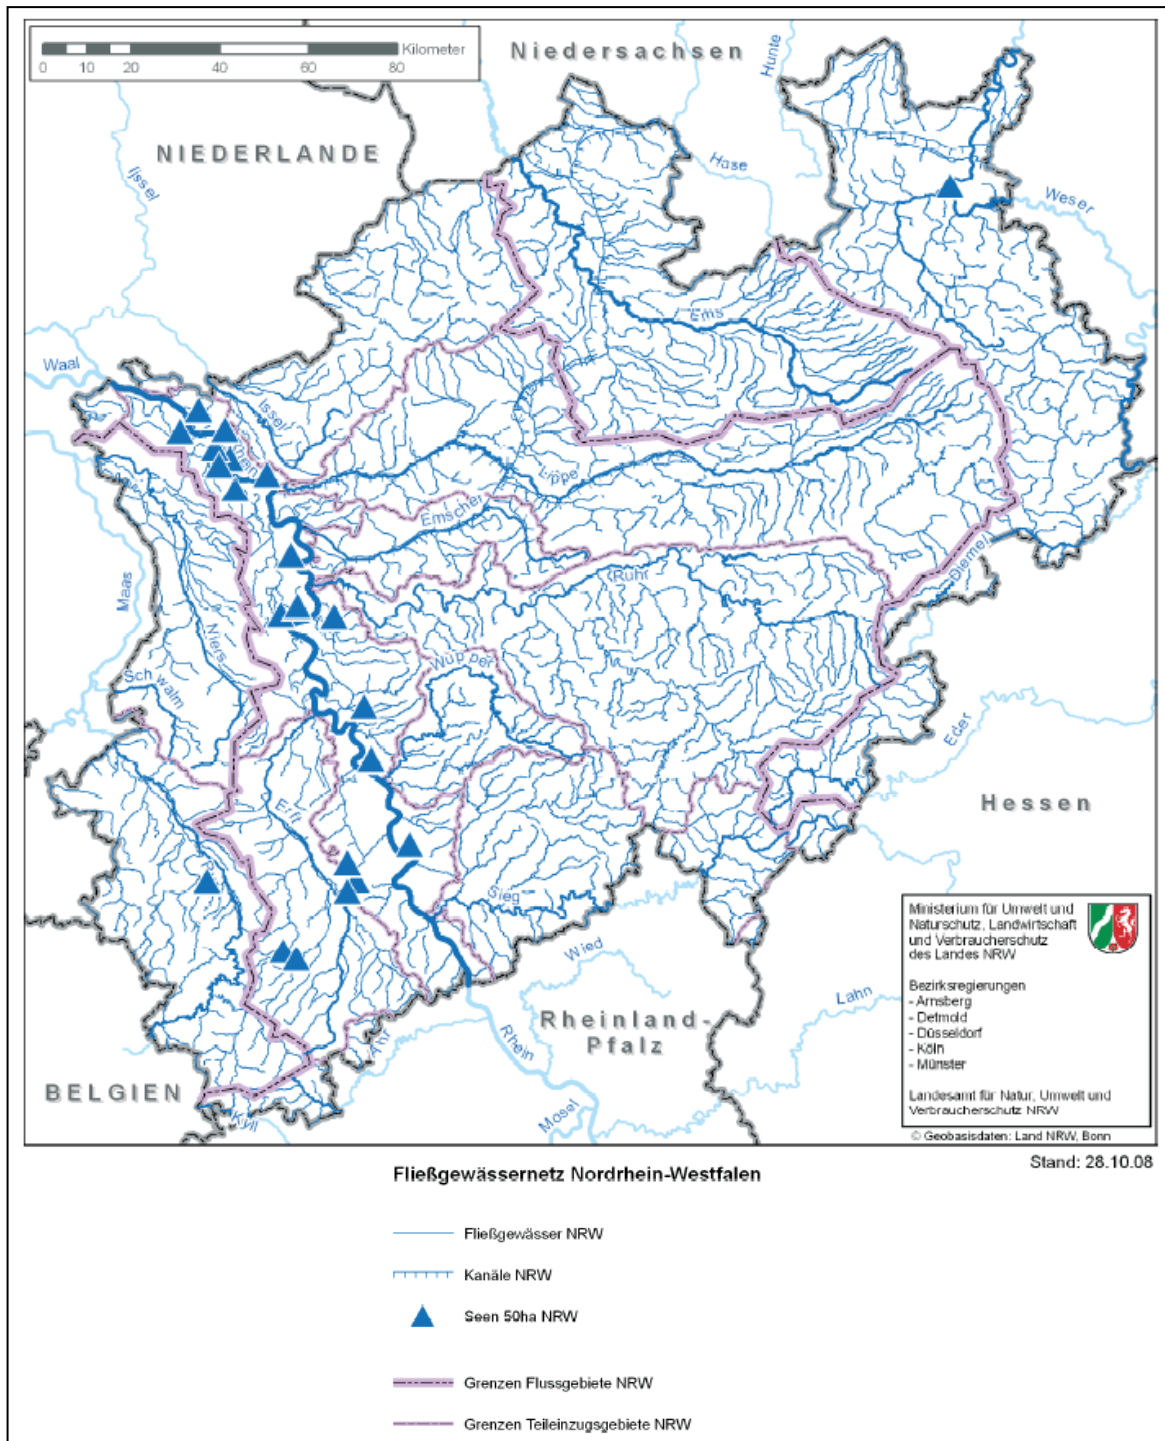 Kilometer
0 10 20 40 60 80
Niedersachsen
Hunte
NIEDERLANDE
Ijssel
Hase
Weser
Ems
Waal
Issel
Rhein
Lippe
Emscher
Ruhr
Diemel
Maas
Niers
Schwalm
Wupper
Eder
Erft
Hessen
Sieg
Wied
Lahn
Rheinland-
Pfalz
Rhein
Ahr
BELGIEN
Kyll
Mosel
Ministerium für Umwelt und
Naturschutz, Landwirtschaft
und Verbraucherschutz
des Landes NRW
Bezirksregierungen
- Arnsberg
- Detmold
- Düsseldorf
- Köln
- Münster
Landesamt für Natur, Umwelt und
Verbraucherschutz NRW
© Geobasisdaten: Land NRW, Bonn
Stand: 28.10.08
Fließgewässernetz Nordrhein-Westfalen
Fließgewässer NRW
Kanäle NRW
Seen 50ha NRW
Grenzen Flussgebiete NRW
Grenzen Teileinzugsgebiete NRW